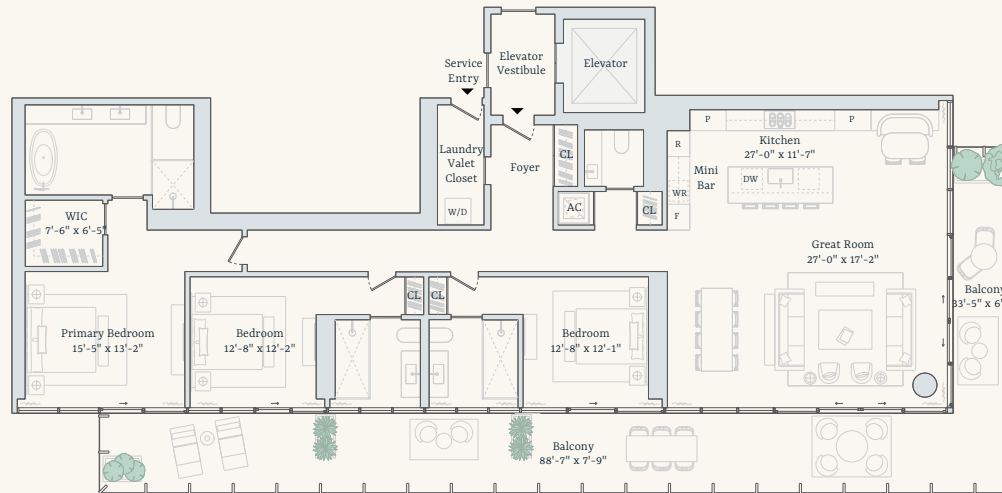 Elevator
Vestibule
Elevator
Service
Entry
P
P
Kitchen
27'-0" x 11'-7"
R
Laundry
Valet
Closet
CL
Foyer
Mini
Bar
DW
WR
W/D
AC
CL
F
WIC
7'-6" x 6'-5"
Great Room
27'-0" x 17'-2"
Balcony
33'-5" x 6'
CL
CL
Primary Bedroom
15'-5" x 13'-2"
Bedroom
12'-8" x 12'-2"
Bedroom
12'-8" x 12'-1"
Balcony
88'-7" x 7'-9"